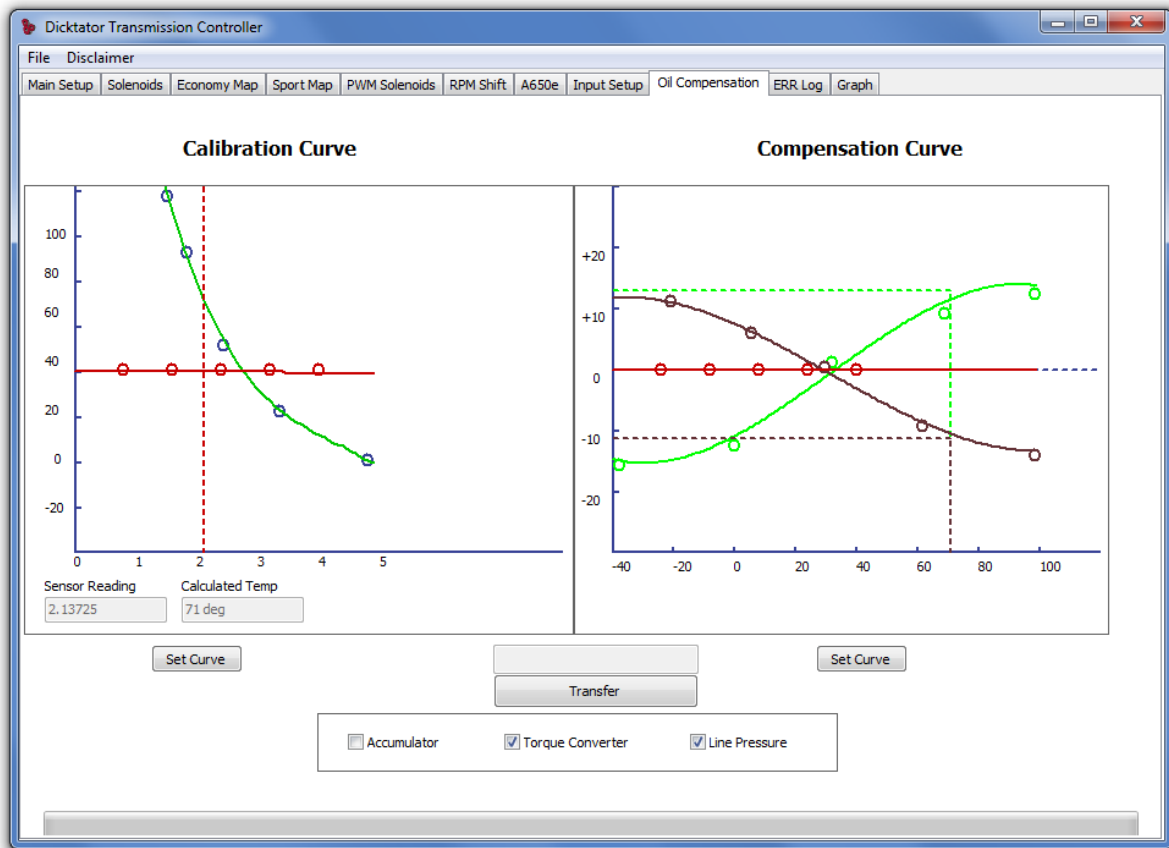 Dicktator Transmission Controller
File Disclaimer
Main Setup Solenoids Economy Map Sport Map PWM Solenoids RPM Shift A650e Input Setup Oil Compensation ERR Log Graph
Calibration Curve
100
80
60
40
20
0
-20
0 1 2 3 4 5
Sensor Reading Calculated Temp
2.13725 71 deg
Compensation Curve
+20
+10
0
-10
-20
-40 -20 0 20 40 60 80 100
Set Curve Set Curve
Transfer
Accumulator Torque Converter Line Pressure